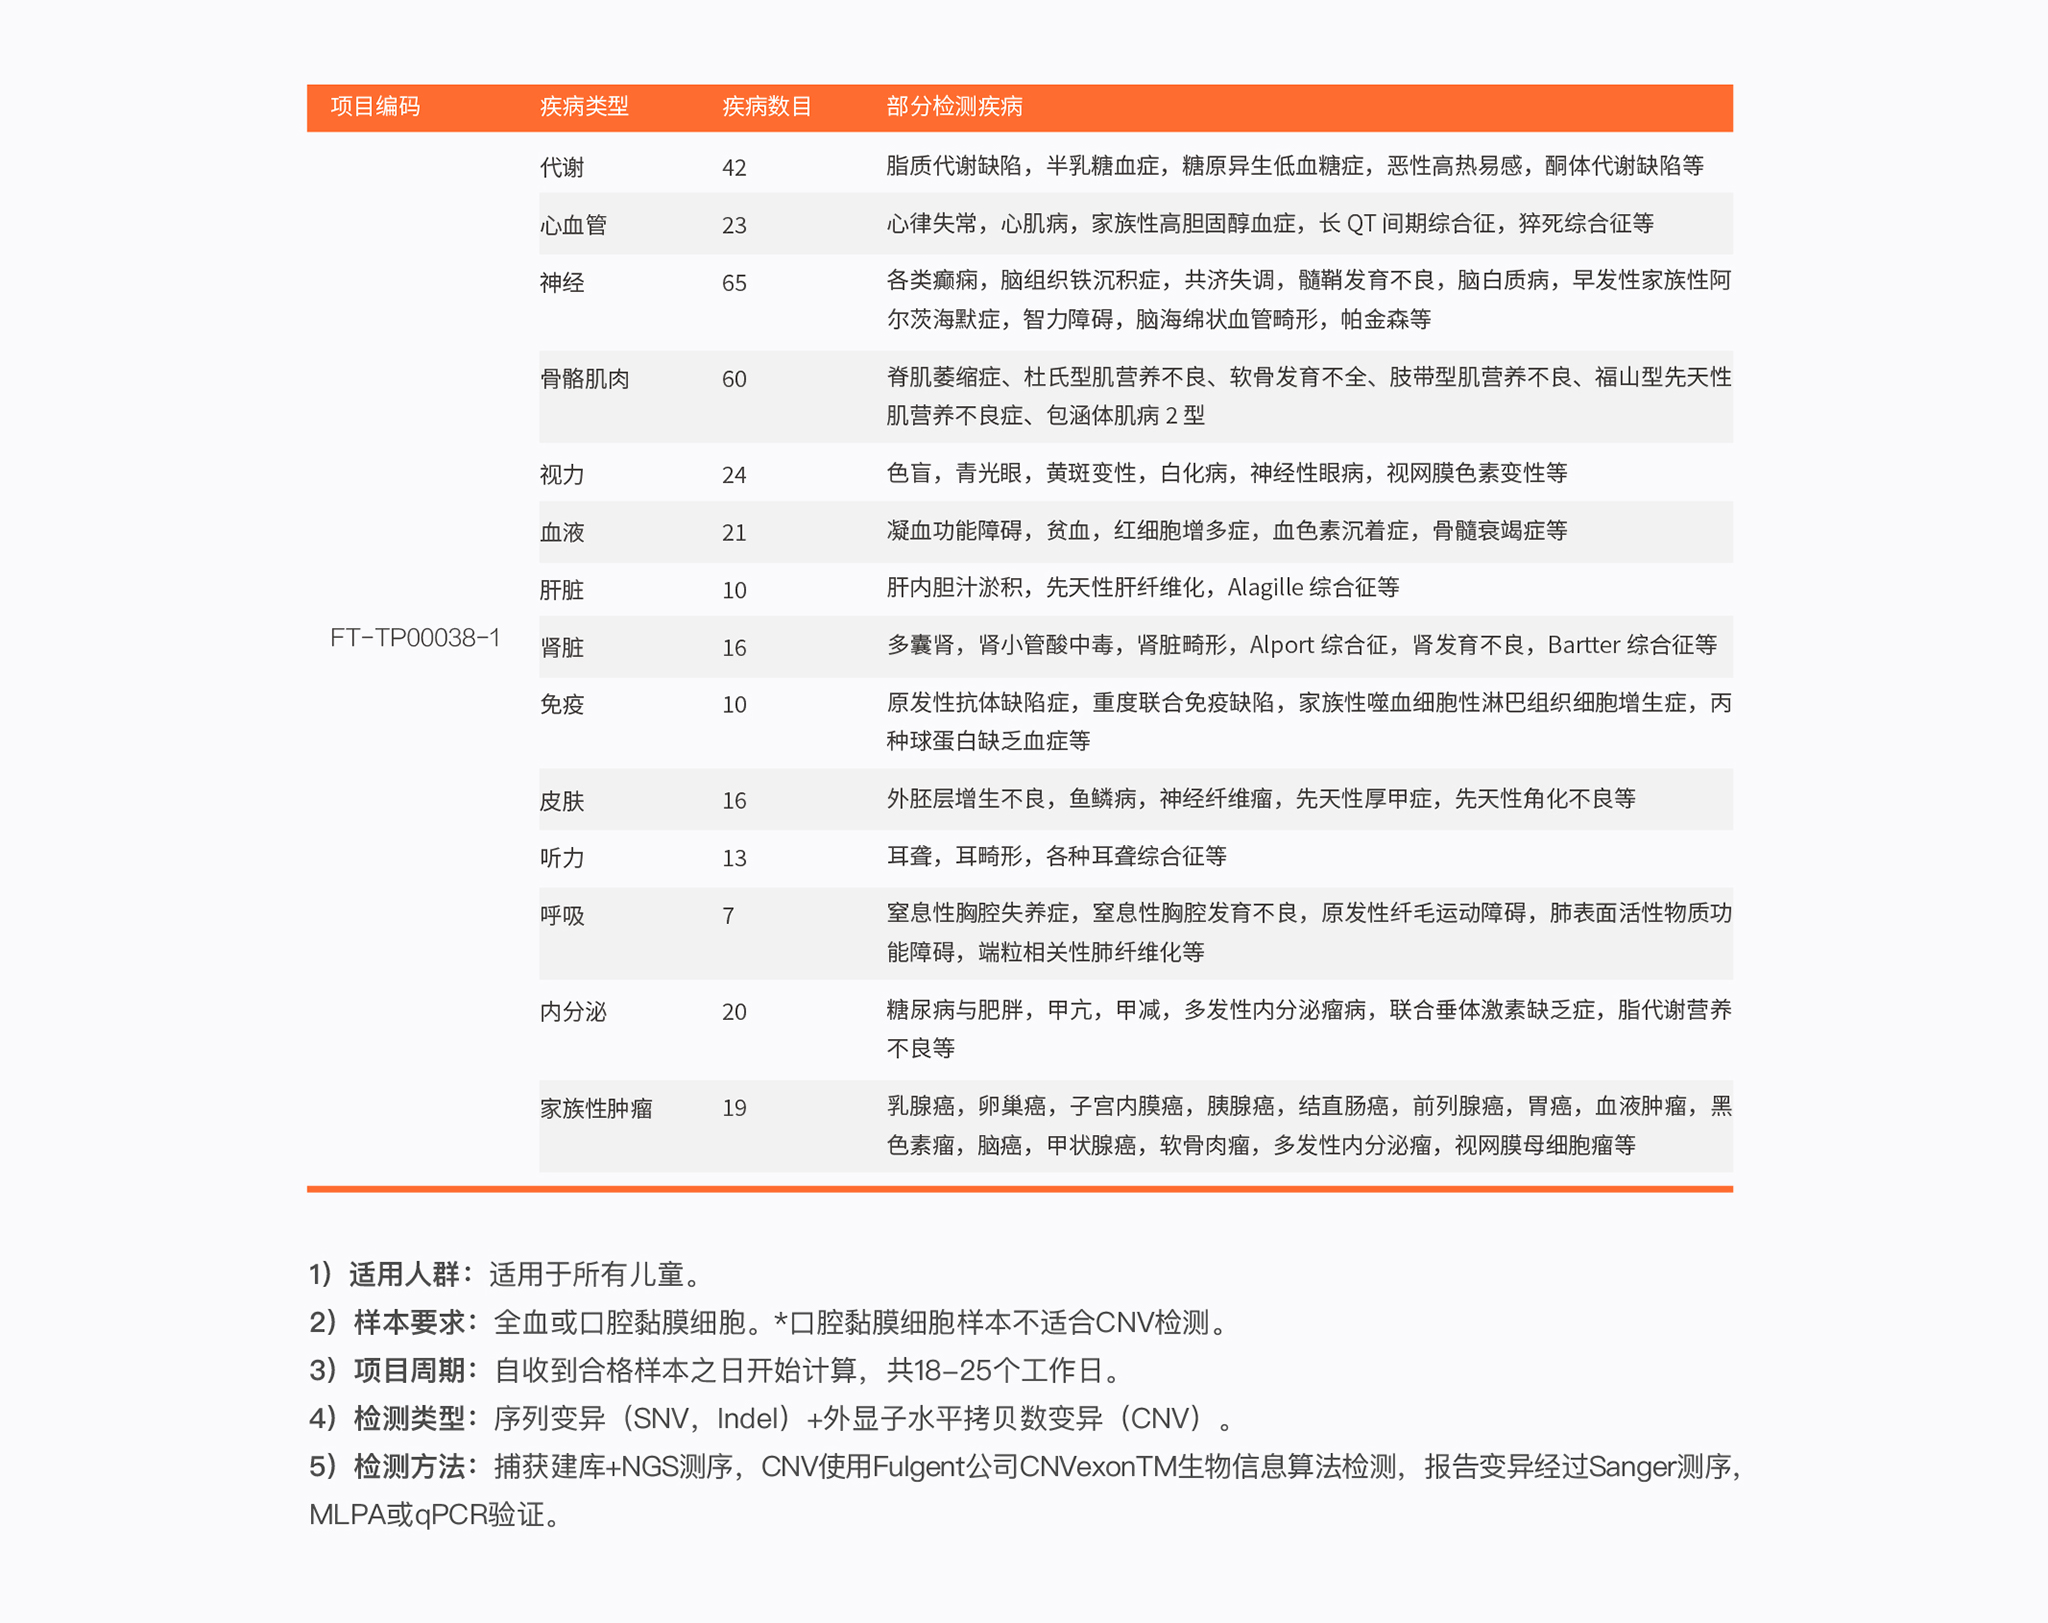 项目编码 疾病类型 疾病数目 部分检测疾病
代谢 42 脂质代谢缺陷，半乳糖血症，糖原异生低血糖症，恶性高热易感，酮体代谢缺陷等
心血管 23 心律失常，心肌病，家族性高胆固醇血症，长 QT 间期综合征，猝死综合征等
神经 65 各类癫痫，脑组织铁沉积症，共济失调，髓鞘发育不良，脑白质病，早发性家族性阿
尔茨海默症，智力障碍，脑海绵状血管畸形，帕金森等
骨骼肌肉 60 脊肌萎缩症、杜氏型肌营养不良、软骨发育不全、肢带型肌营养不良、福山型先天性
肌营养不良症、包涵体肌病 2 型
视力 24 色盲，青光眼，黄斑变性，白化病，神经性眼病，视网膜色素变性等
血液 21 凝血功能障碍，贫血，红细胞增多症，血色素沉着症，骨髓衰竭症等
肝脏 10 肝内胆汁淤积，先天性肝纤维化，Alagille 综合征等
FT-TP00038-1 肾脏 16 多囊肾，肾小管酸中毒，肾脏畸形，Alport 综合征，肾发育不良，Bartter 综合征等
免疫 10 原发性抗体缺陷症，重度联合免疫缺陷，家族性噬血细胞性淋巴组织细胞增生症，丙
种球蛋白缺乏血症等
皮肤 16 外胚层增生不良，鱼鳞病，神经纤维瘤，先天性厚甲症，先天性角化不良等
听力 13 耳聋，耳畸形，各种耳聋综合征等
呼吸 7 窒息性胸腔失养症，窒息性胸腔发育不良，原发性纤毛运动障碍，肺表面活性物质功
能障碍，端粒相关性肺纤维化等
内分泌 20 糖尿病与肥胖，甲亢，甲减，多发性内分泌瘤病，联合垂体激素缺乏症，脂代谢营养
不良等
家族性肿瘤 19 乳腺癌，卵巢癌，子宫内膜癌，胰腺癌，结直肠癌，前列腺癌，胃癌，血液肿瘤，黑
色素瘤，脑癌，甲状腺癌，软骨肉瘤，多发性内分泌瘤，视网膜母细胞瘤等
1）适用人群：适用于所有儿童。
2）样本要求：全血或口腔黏膜细胞。*口腔黏膜细胞样本不适合CNV检测。
3）项目周期：自收到合格样本之日开始计算，共18-25个工作日。
4）检测类型：序列变异（SNV，Indel）+外显子水平拷贝数变异（CNV）。
5）检测方法：捕获建库+NGS测序，CNV使用Fulgent公司CNVexonTM生物信息算法检测，报告变异经过Sanger测序，
MLPA或qPCR验证。